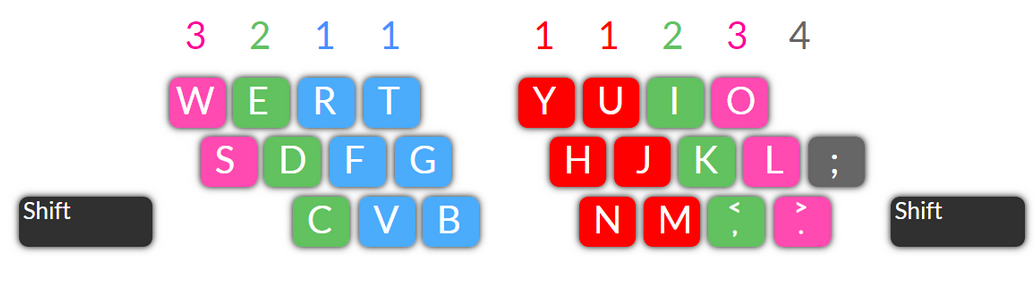 3 2 1 1 1 1 2 3 4
W E R T Y U I O
S D F G H J K L ;
Shift C V B N M < , > . Shift